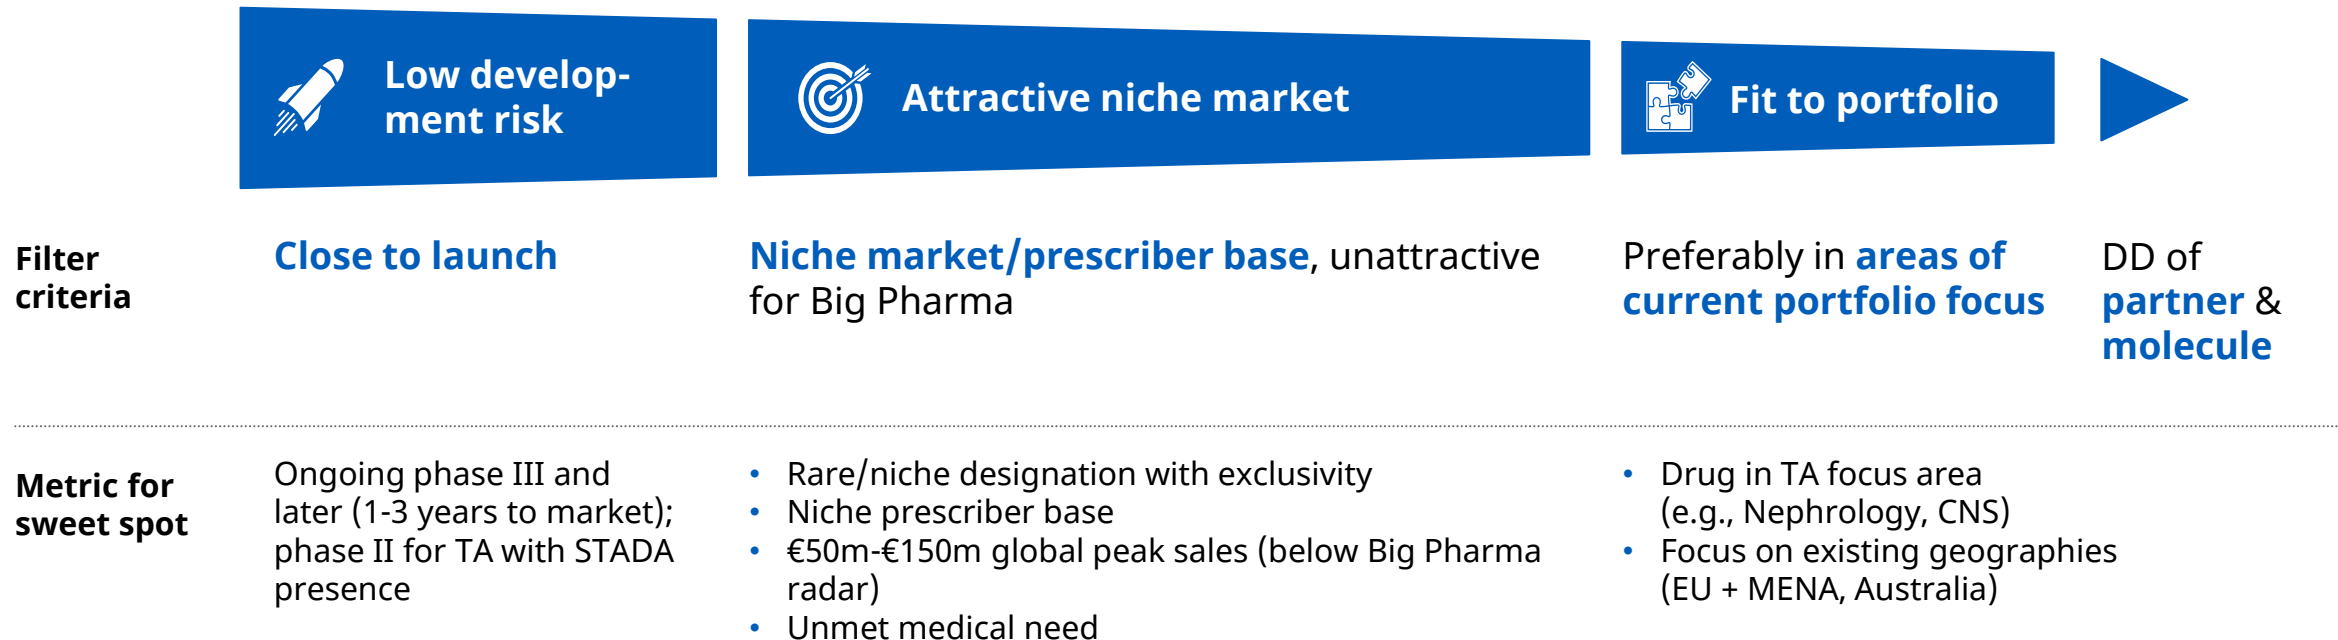 Low develop-
ment risk
Attractive niche market
Fit to portfolio
Filter
criteria
Close to launch
Niche market/prescriber base, unattractive
for Big Pharma
Preferably in areas of
current portfolio focus
DD of
partner &
molecule
Metric for
sweet spot
Ongoing phase III and
later (1-3 years to market);
phase II for TA with STADA
presence
• Rare/niche designation with exclusivity
• Niche prescriber base
• €50m-€150m global peak sales (below Big Pharma
radar)
• Unmet medical need
• Drug in TA focus area
(e.g., Nephrology, CNS)
• Focus on existing geographies
(EU + MENA, Australia)